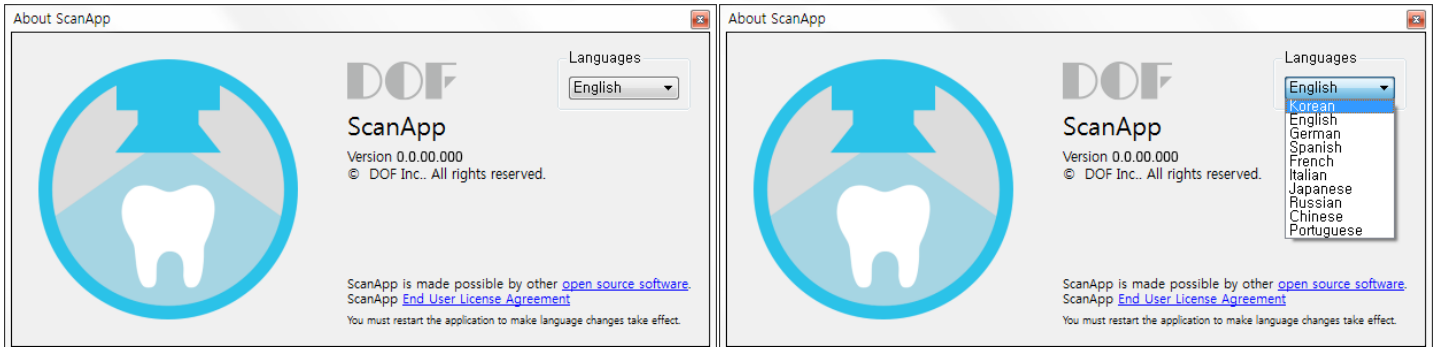 About ScanApp
Languages
DOF
English
ScanApp
Version 0.0.00.000
© DOF Inc.. All rights reserved.
ScanApp is made possible by other open source software.
ScanApp End User License Agreement
You must restart the application to make language changes take effect.
About ScanApp
Languages
DOF
English
Korean
English
German
Spanish
French
Italian
Japanese
Russian
Chinese
Portuguese
ScanApp
Version 0.0.00.000
© DOF Inc.. All rights reserved.
ScanApp is made possible by other open source software.
ScanApp End User License Agreement
You must restart the application to make language changes take effect.